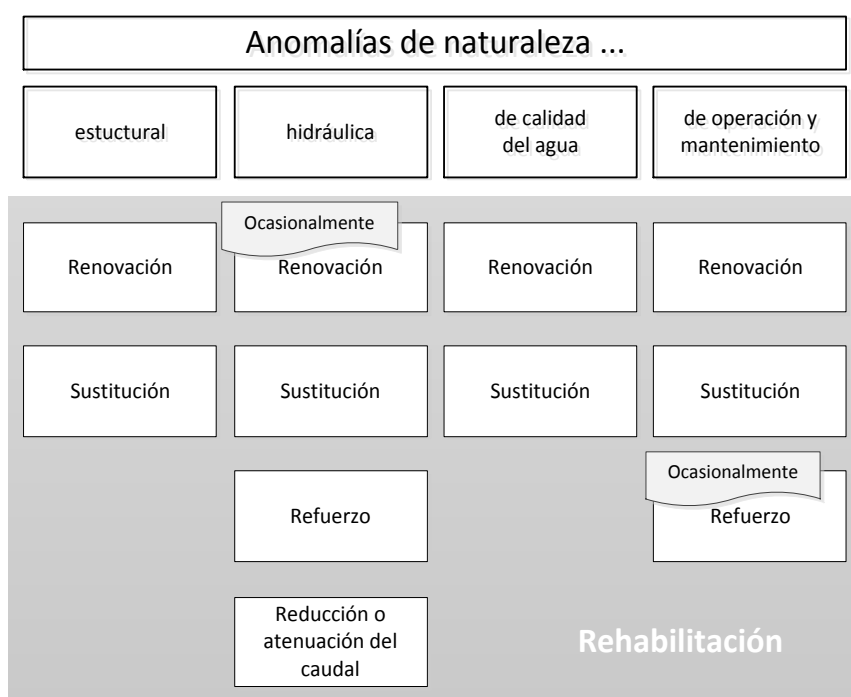 Anomalías de naturaleza ...
estuctural
hidráulica
de calidad
del agua
de operación y
mantenimiento
Ocasionalmente
Renovación
Renovación
Renovación
Renovación
Sustitución
Sustitución
Sustitución
Sustitución
Ocasionalmente
Refuerzo
Refuerzo
Reducción o
atenuación del
caudal
Rehabilitación